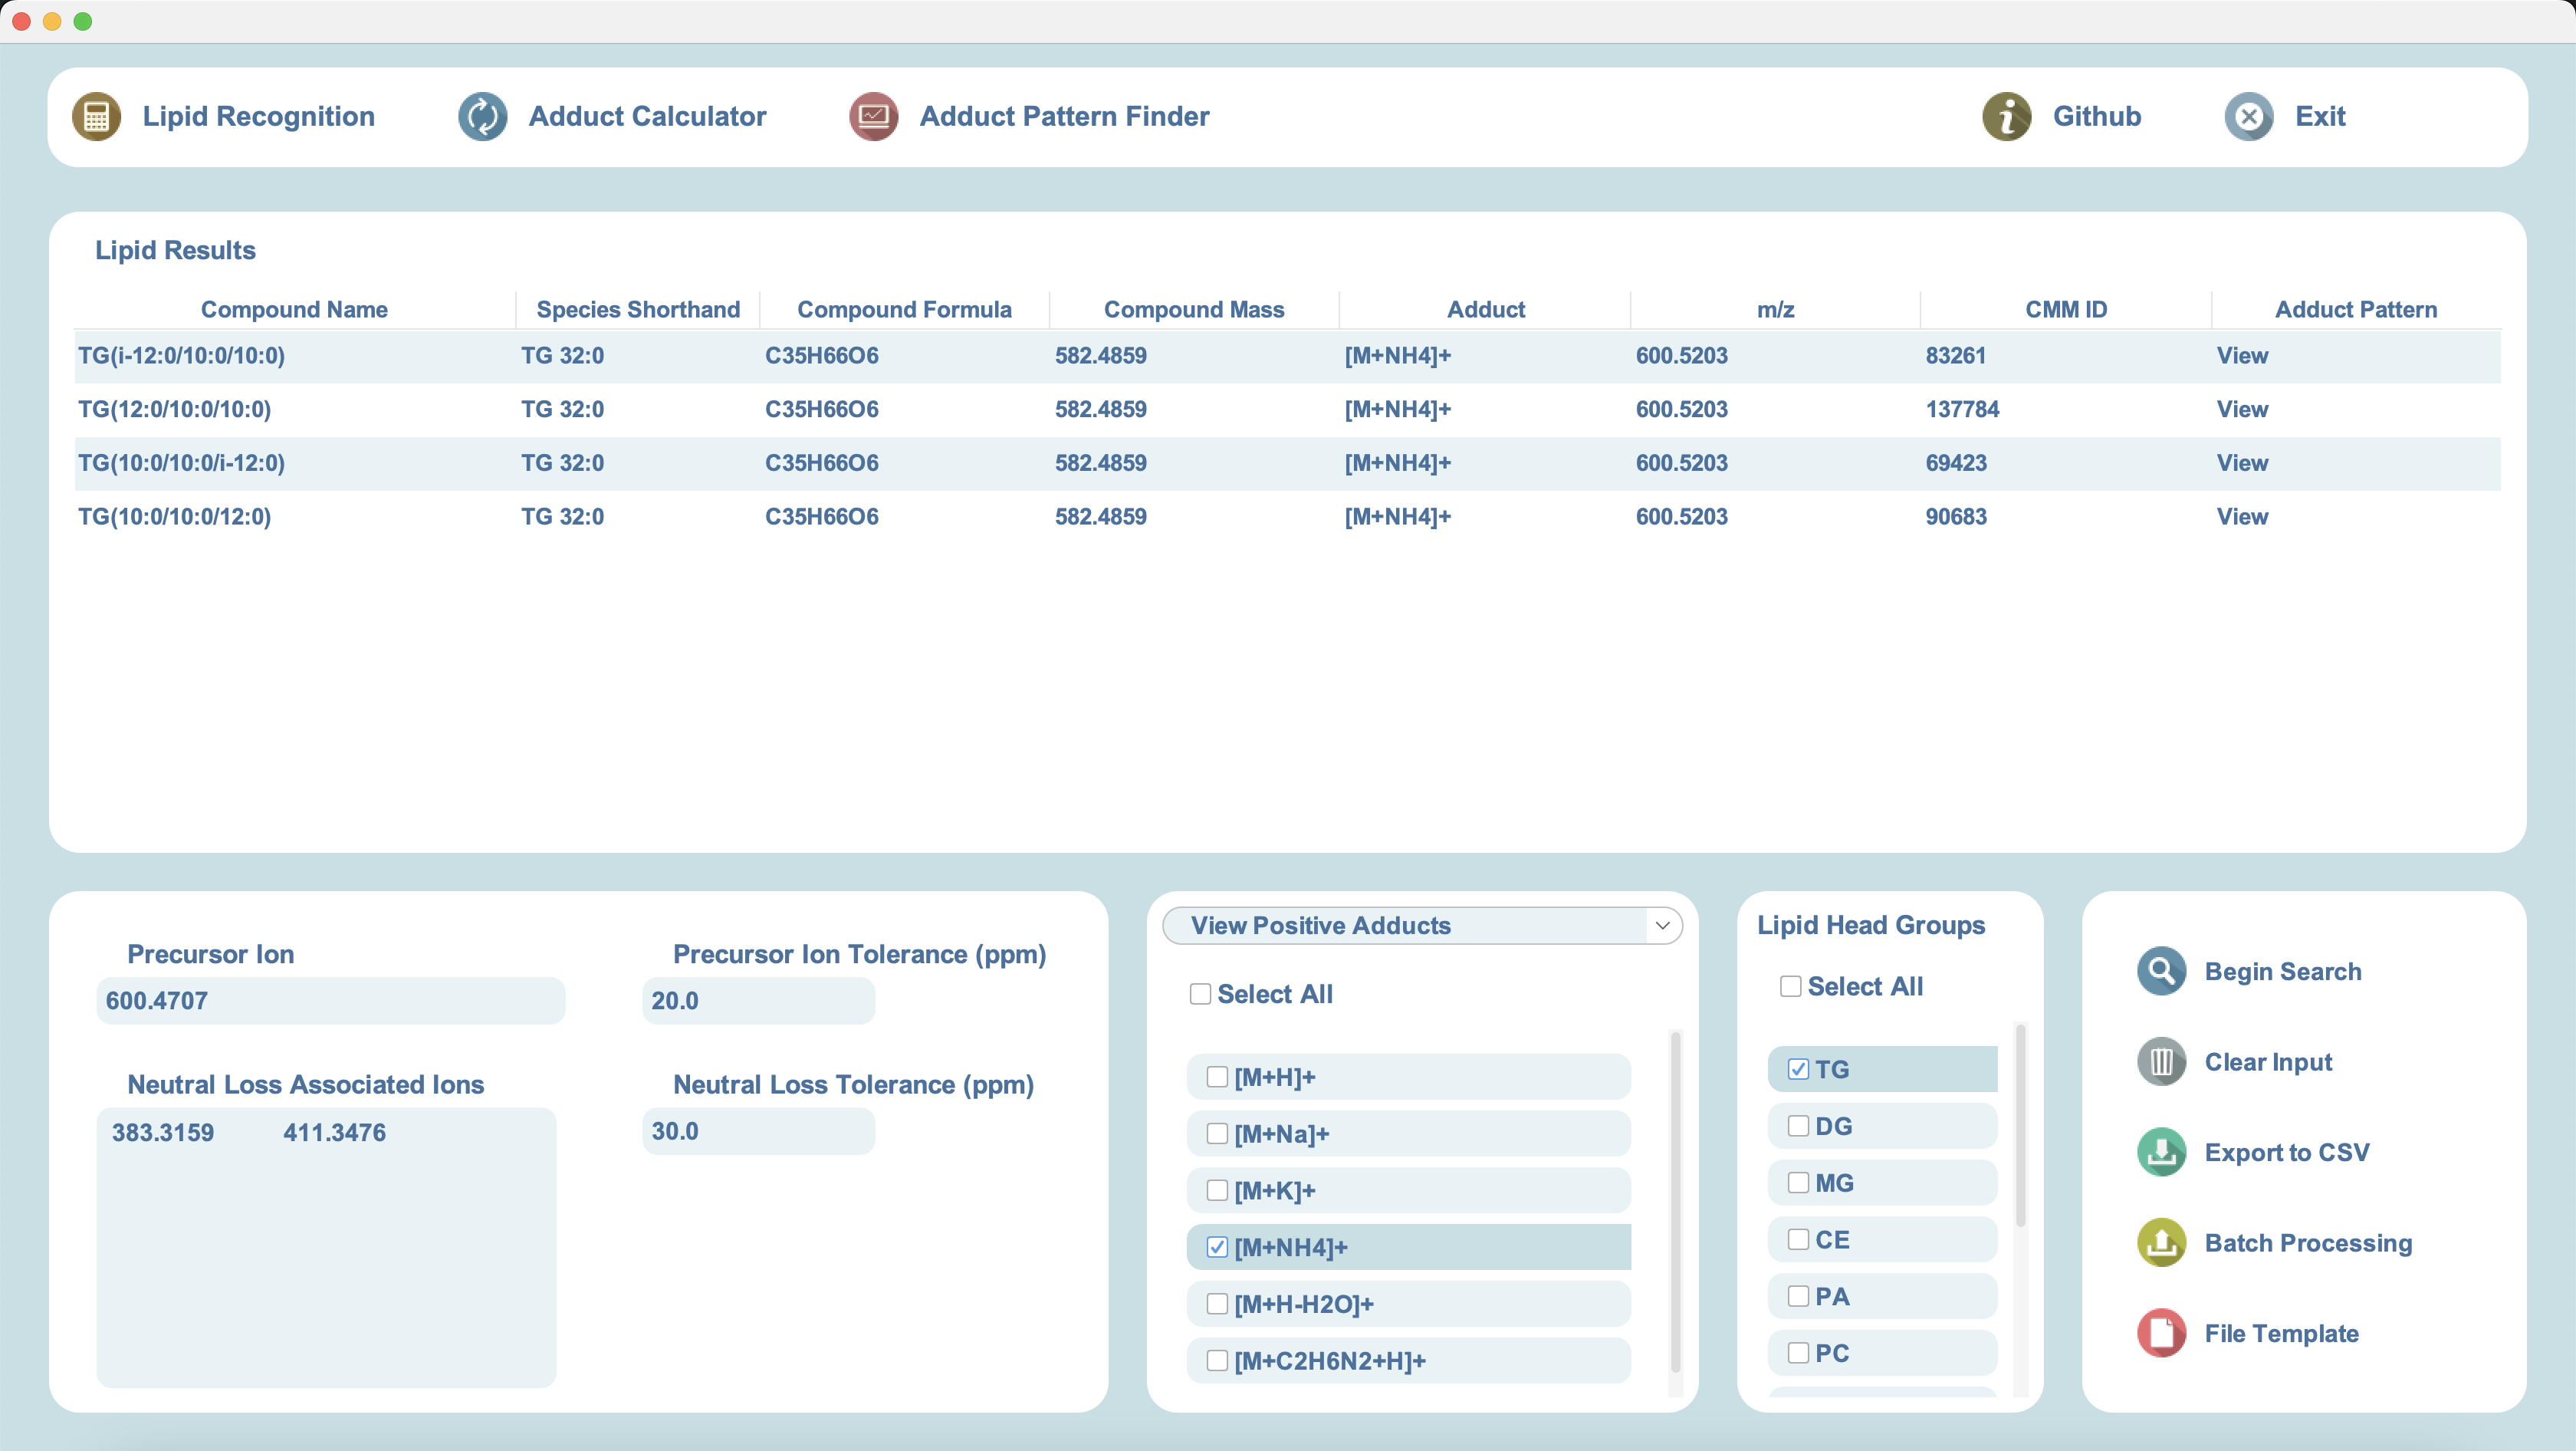 Lipid Recognition Adduct Calculator Adduct Pattern Finder Github Exit
Lipid Results
Compound Name Species Shorthand Compound Formula Compound Mass Adduct m/z CMM ID Adduct Pattern
TG(i-12:0/10:0/10:0) TG 32:0 C35H66O6 582.4859 [M+NH4]+ 600.5203 83261 View
TG(12:0/10:0/10:0) TG 32:0 C35H66O6 582.4859 [M+NH4]+ 600.5203 137784 View
TG(10:0/10:0/i-12:0) TG 32:0 C35H66O6 582.4859 [M+NH4]+ 600.5203 69423 View
TG(10:0/10:0/12:0) TG 32:0 C35H66O6 582.4859 [M+NH4]+ 600.5203 90683 View
Precursor Ion Precursor Ion Tolerance (ppm)
600.4707 20.0
Neutral Loss Associated Ions Neutral Loss Tolerance (ppm)
383.3159 411.3476 30.0
View Positive Adducts
Select All
[M+H]+
[M+Na]+
[M+K]+
[M+NH4]+
[M+H-H2O]+
[M+C2H6N2+H]+
Lipid Head Groups
Select All
TG
DG
MG
CE
PA
PC
Begin Search
Clear Input
Export to CSV
Batch Processing
File Template